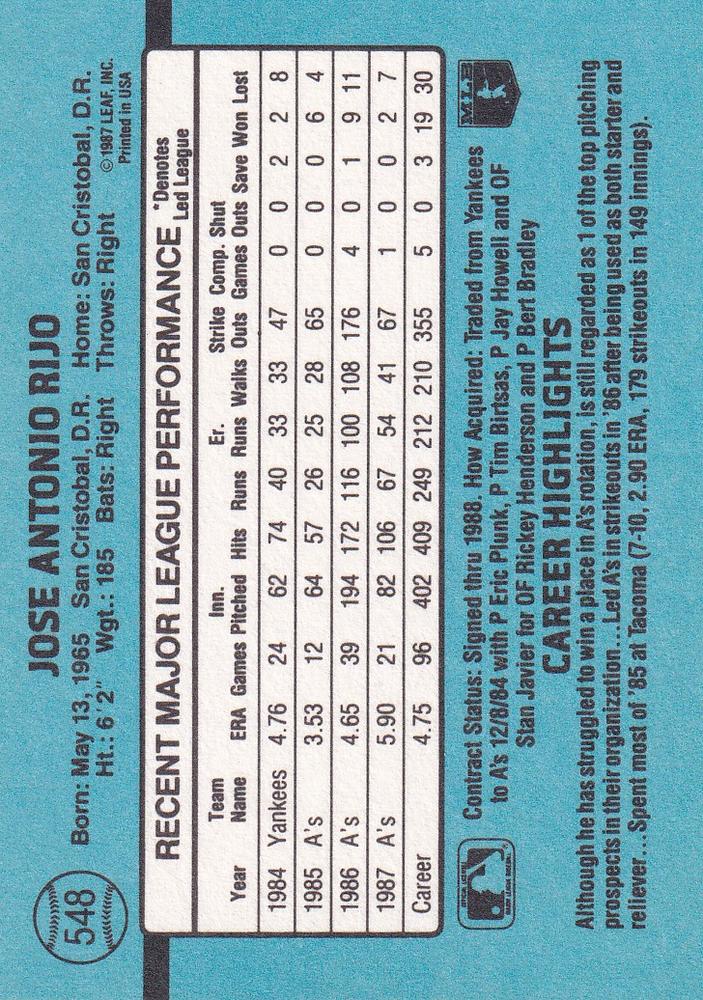 548
JOSE ANTONIO RIJO
Born: May 13, 1965 San Cristobal, D.R. Home: San Cristobal, D.R.
Ht.: 6'2" Wgt.: 185 Bats: Right Throws: Right
©1987 LEAF, INC.
Printed in USA
RECENT MAJOR LEAGUE PERFORMANCE
*Denotes
Led League
Year Team Name ERA Games Inn. Pitched Hits Runs Er. Runs Walks Strike Outs Comp. Games Shut Outs Save Won Lost
1984 Yankees 4.76 24 62 74 40 33 33 47 0 0 2 2 8
1985 A's 3.53 12 64 57 26 25 28 65 0 0 0 6 4
1986 A's 4.65 39 194 172 116 100 108 176 4 0 1 9 11
1987 A's 5.90 21 82 106 67 54 41 67 1 0 0 2 7
Career 4.75 96 402 409 249 212 210 355 5 0 3 19 30
Contract Status: Signed thru 1988. How Acquired: Traded from Yankees
to A's 12/8/84 with P Eric Plunk, P Tim Birtsas, P Jay Howell and OF
Stan Javier for OF Rickey Henderson and P Bert Bradley
MLB
CAREER HIGHLIGHTS
Although he has struggled to win a place in A's rotation, is still regarded as 1 of the top pitching
prospects in their organization...Led A's in strikeouts in '86 after being used as both starter and
reliever...Spent most of '85 at Tacoma (7-10, 2.90 ERA, 179 strikeouts in 149 innings).